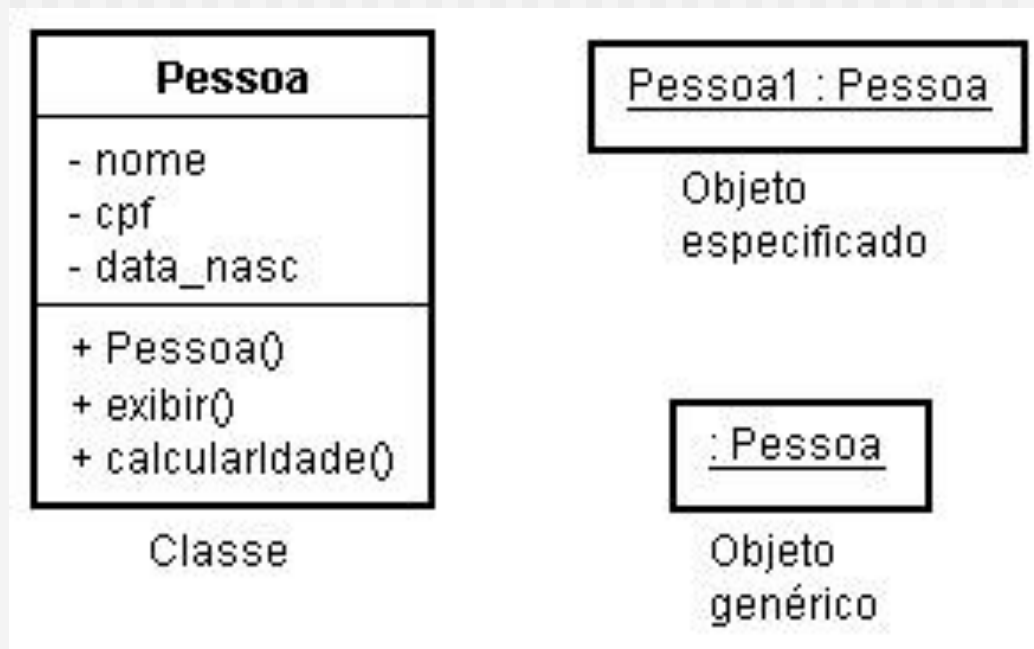 Pessoa
- nome
- cpf
- data_nasc
+ Pessoa()
+ exibir()
+ calcularIdade()
Classe
Pessoa1 : Pessoa
Objeto
especificado
: Pessoa
Objeto
genérico